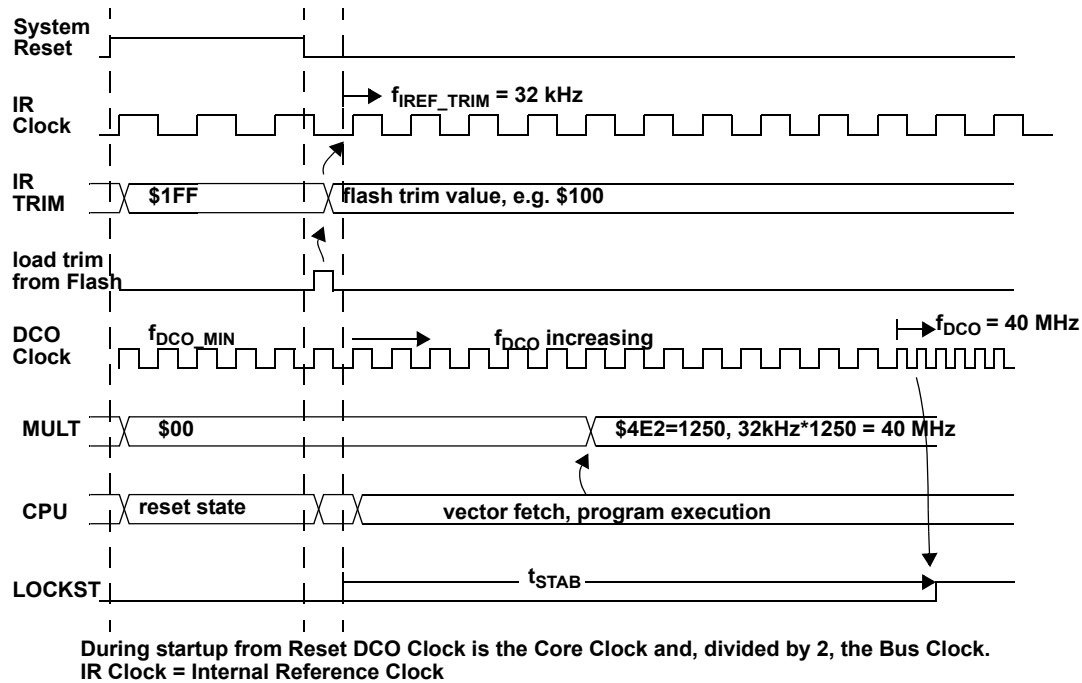 System
Reset
fIREF_TRIM = 32 kHz
IR
Clock
IR
TRIM
$1FF
flash trim value, e.g. $100
load trim
from Flash
DCO
Clock
fDCO_MIN
fDCO increasing
fDCO = 40 MHz
MULT
$00
$4E2=1250, 32kHz*1250 = 40 MHz
CPU
reset state
vector fetch, program execution
LOCKST
tSTAB
During startup from Reset DCO Clock is the Core Clock and, divided by 2, the Bus Clock.
IR Clock = Internal Reference Clock